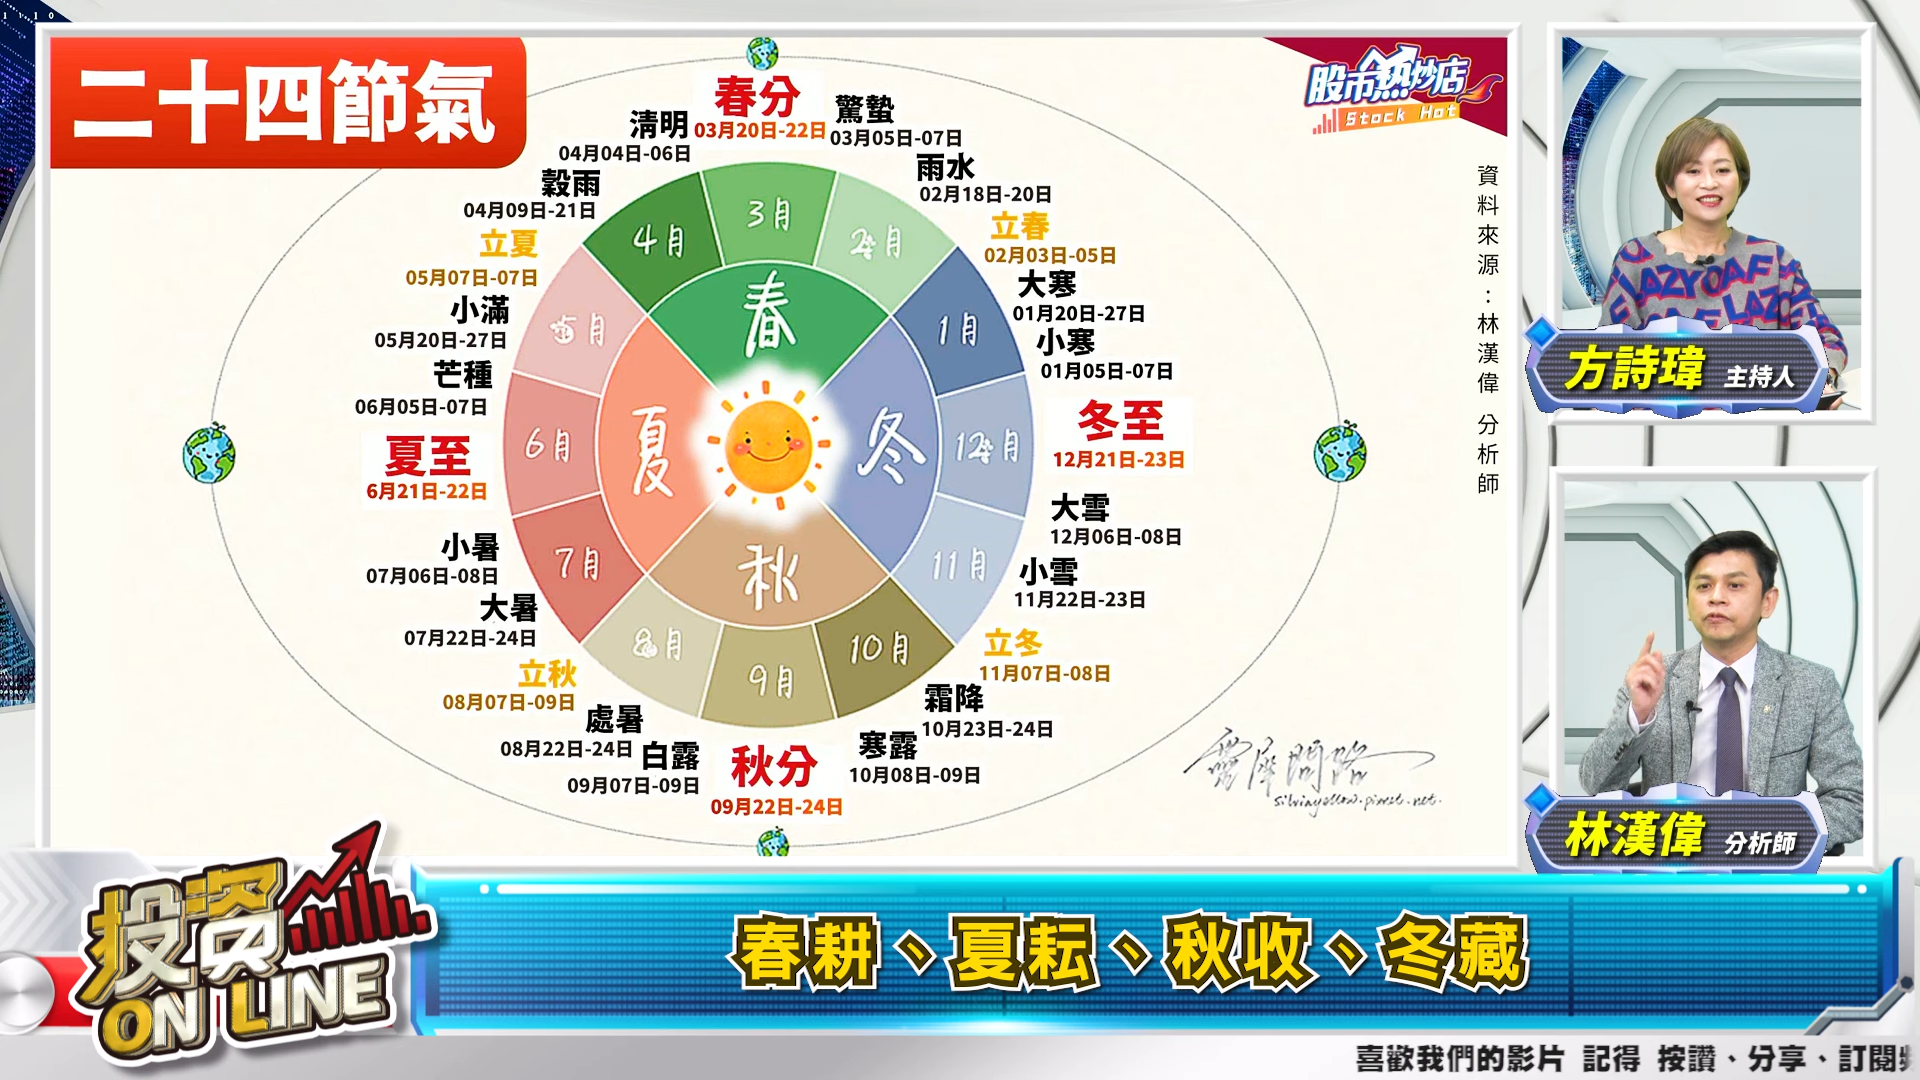 二十四節氣
股市熱炒店
Stock Hot
春分
03月20日-22日
驚蟄
03月05日-07日
雨水
02月18日-20日
立春
02月03日-05日
大寒
01月20日-27日
小寒
01月05日-07日
冬至
12月21日-23日
大雪
12月06日-08日
小雪
11月22日-23日
立冬
11月07日-08日
霜降
10月23日-24日
寒露
10月08日-09日
秋分
09月22日-24日
白露
09月07日-09日
處暑
08月22日-24日
立秋
08月07日-09日
大暑
07月22日-24日
小暑
07月06日-08日
夏至
6月21日-22日
芒種
06月05日-07日
小滿
05月20日-27日
立夏
05月07日-07日
穀雨
04月09日-21日
清明
04月04日-06日
4月
3月
2月
1月
12月
11月
10月
9月
8月
7月
6月
5月
春
夏
秋
冬
資料來源：林漢偉 分析師
靈犀問路
silviayellow.pixnet.net.
LAZY OAF
方詩瑋 主持人
林漢偉 分析師
投資
ON LINE
春耕、夏耘、秋收、冬藏
喜歡我們的影片 記得 按讚、分享、訂閱